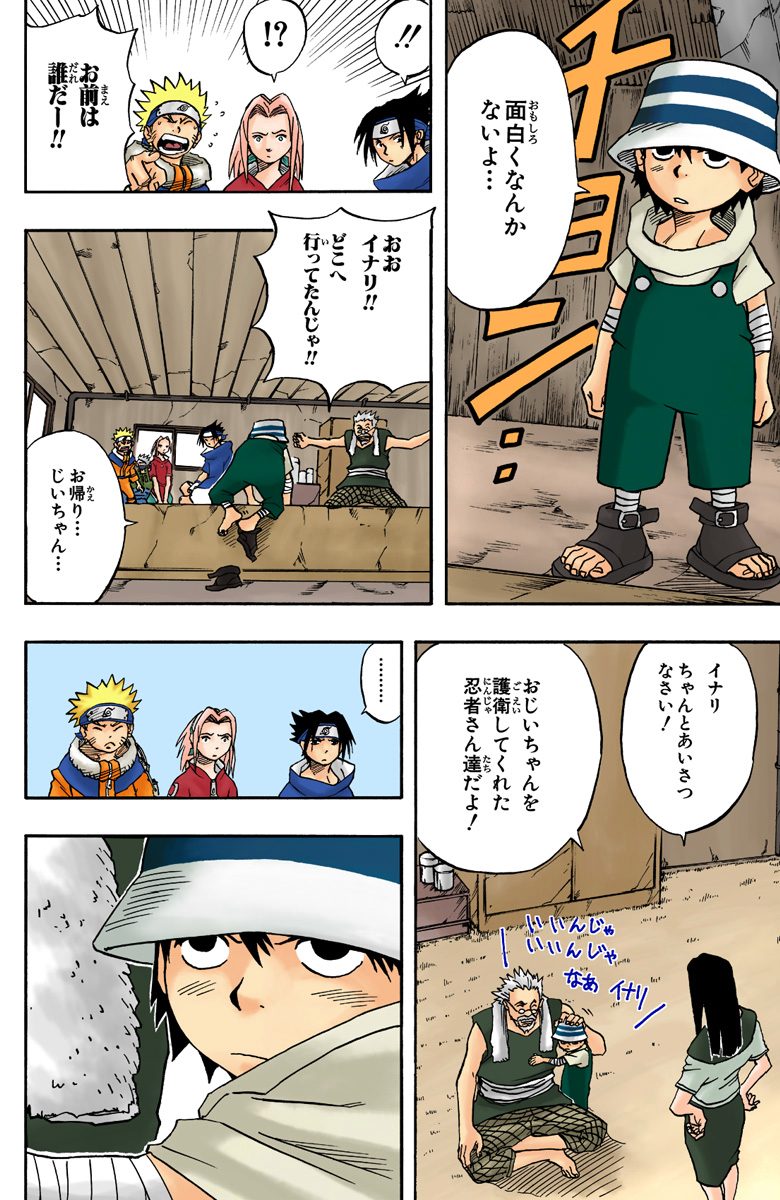 面白くなんか
ないよ…
チョン‥
!!
!?
お前は
誰だー!!
おお
イナリ!!
どこへ
行ってたんじゃ!!
お帰り…
じいちゃん…
イナリ
ちゃんとあいさつ
なさい!
おじいちゃんを
護衛してくれた
忍者さん達だよ!
いいんじゃ
いいんじゃ
なあ イナリ
………